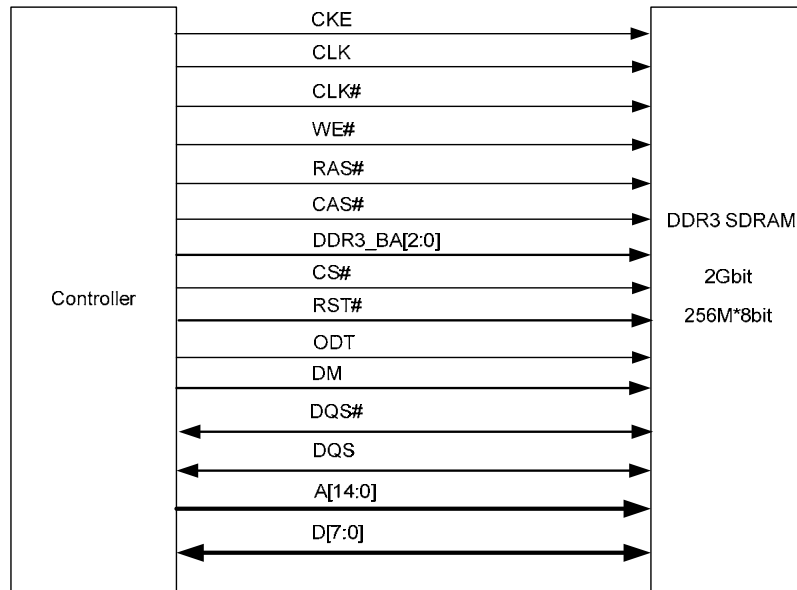 CKE
CLK
CLK#
WE#
RAS#
CAS#
DDR3_BA[2:0]
CS#
RST#
ODT
DM
DQS#
DQS
A[14:0]
D[7:0]
Controller
DDR3 SDRAM
2Gbit
256M*8bit